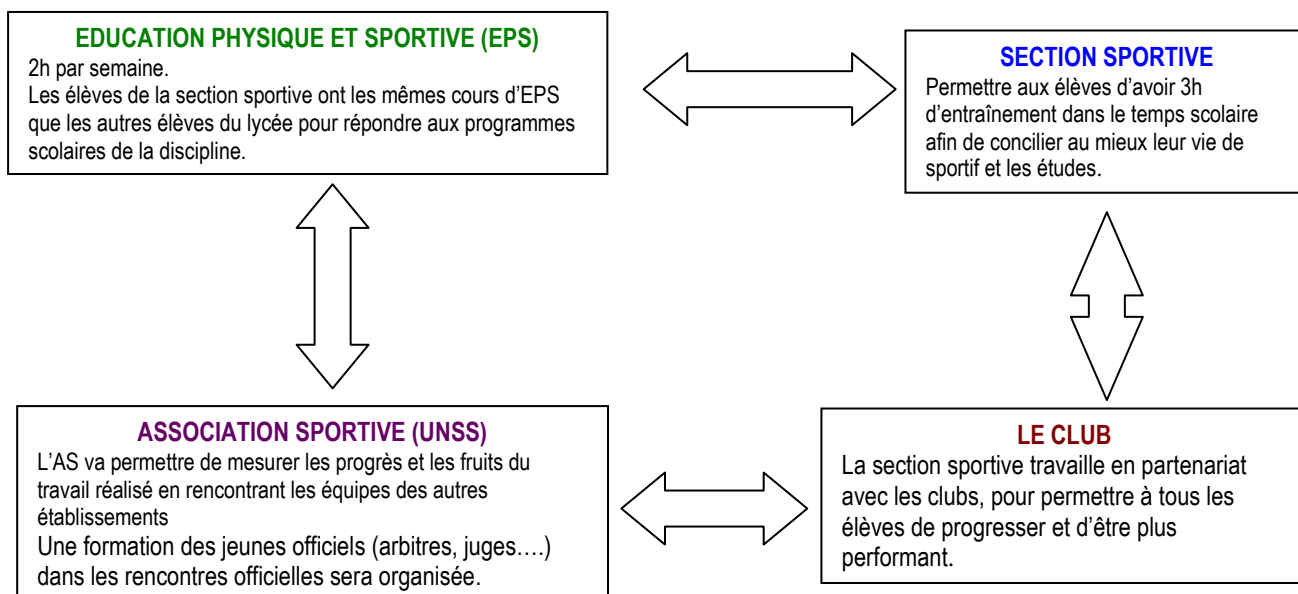 EDUCATION PHYSIQUE ET SPORTIVE (EPS)
2h par semaine.
Les élèves de la section sportive ont les mêmes cours d’EPS
que les autres élèves du lycée pour répondre aux programmes
scolaires de la discipline.
SECTION SPORTIVE
Permettre aux élèves d’avoir 3h
d’entraînement dans le temps scolaire
afin de concilier au mieux leur vie de
sportif et les études.
ASSOCIATION SPORTIVE (UNSS)
L’AS va permettre de mesurer les progrès et les fruits du
travail réalisé en rencontrant les équipes des autres
établissements
Une formation des jeunes officiels (arbitres, juges….)
dans les rencontres officielles sera organisée.
LE CLUB
La section sportive travaille en partenariat
avec les clubs, pour permettre à tous les
élèves de progresser et d’être plus
performant.